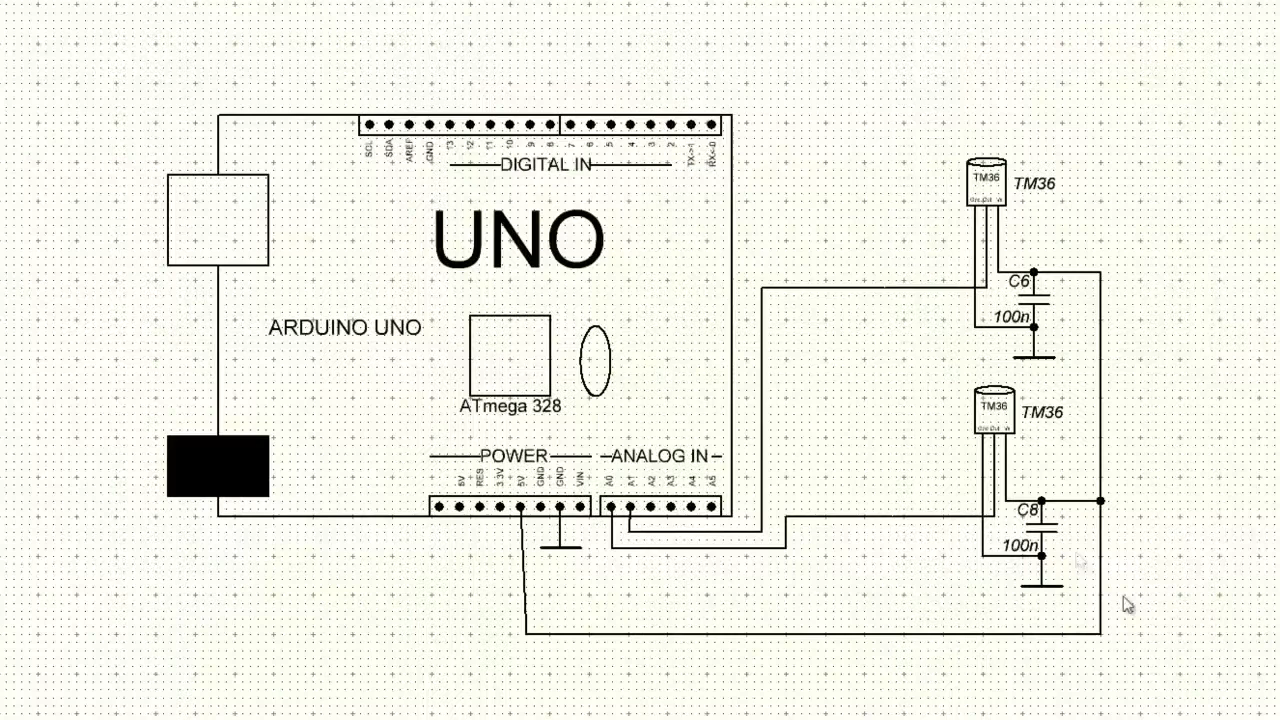 SCL SDA AREF GND 13 12 11 10 9 8 7 6 5 4 3 2 TX->1 RX<-0
DIGITAL IN
UNO
ARDUINO UNO
ATmega 328
POWER
ANALOG IN
5V RES 3.3V 5V GND GND VIN
A0 A1 A2 A3 A4 A5
TM36
TM36
C6
100n
TM36
TM36
C8
100n